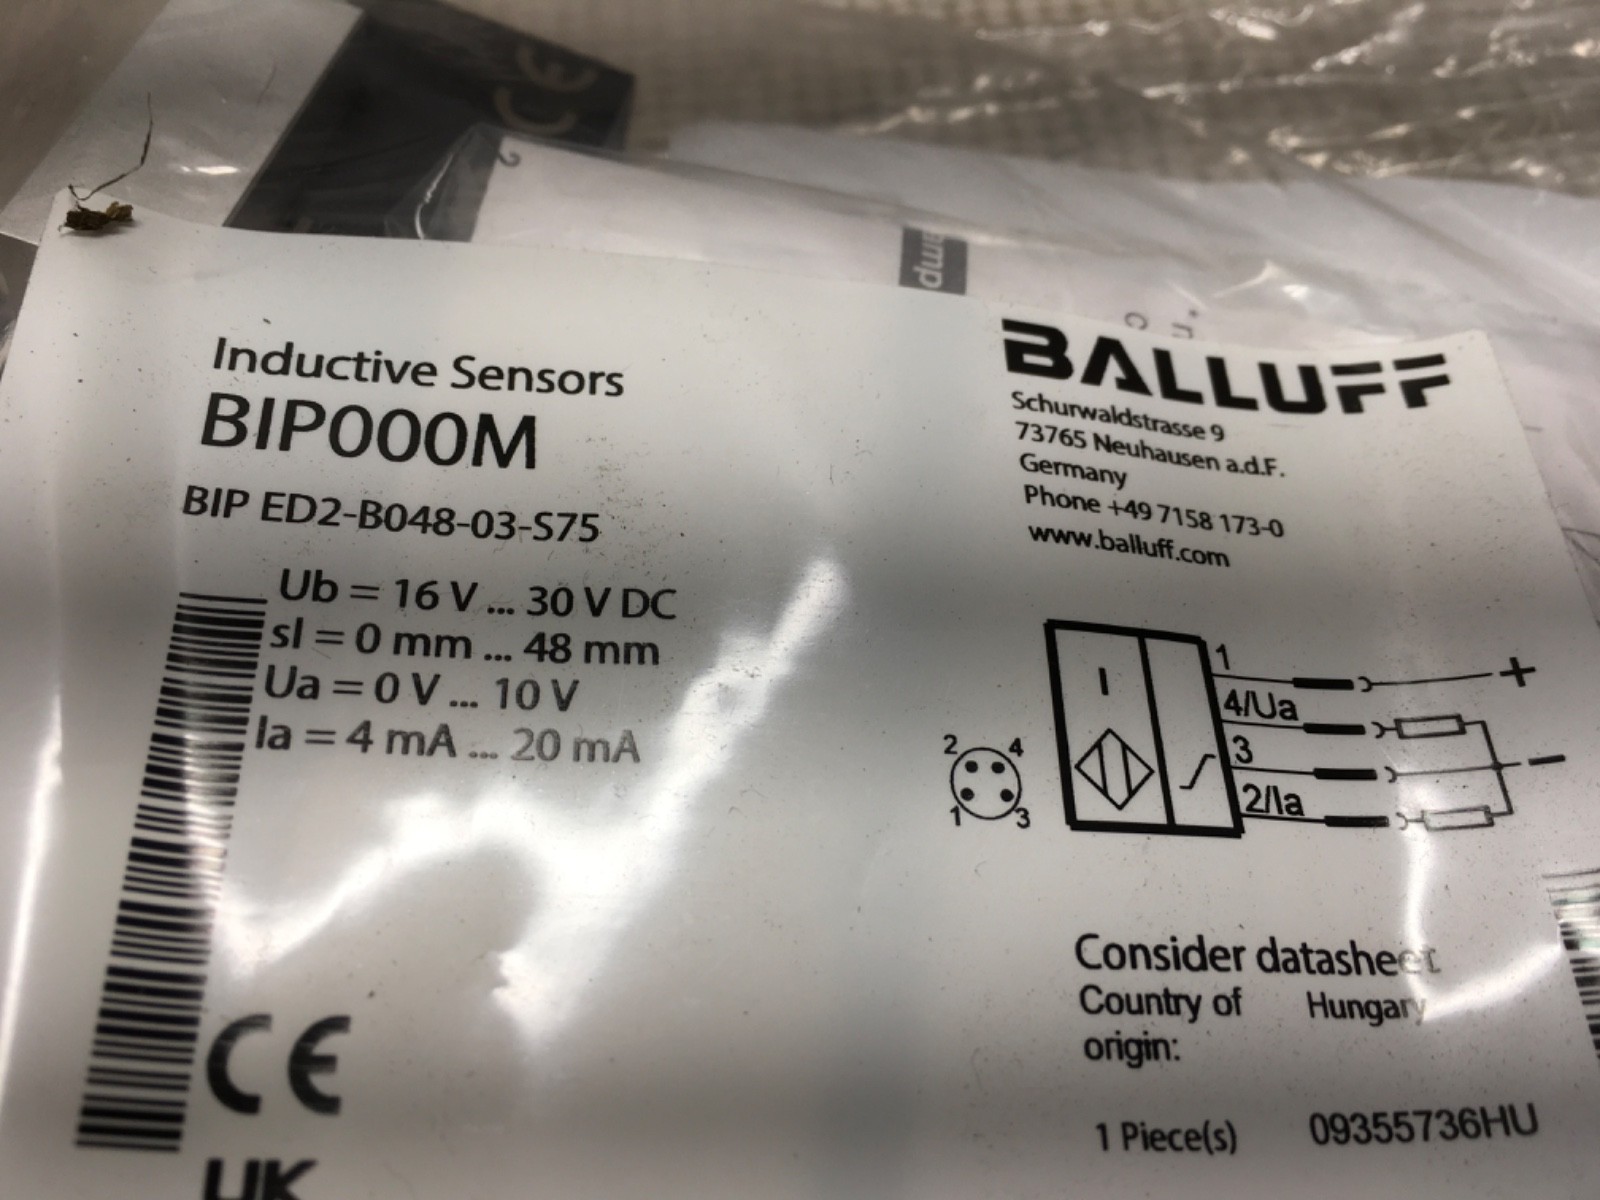 CE
2
amp
Inductive Sensors
BIP000M
BIP ED2-B048-03-S75
Ub = 16 V ... 30 V DC
sl = 0 mm ... 48 mm
Ua = 0 V ... 10 V
Ia = 4 mA ... 20 mA
BALLUFF
Schurwaldstrasse 9
73765 Neuhausen a.d.F.
Germany
Phone +49 7158 173-0
www.balluff.com
2 4
1 3
I
1
+
4/Ua
3
−
2/Ia
Consider datasheet
Country of Hungary
origin:
1 Piece(s) 09355736HU
CE
UK